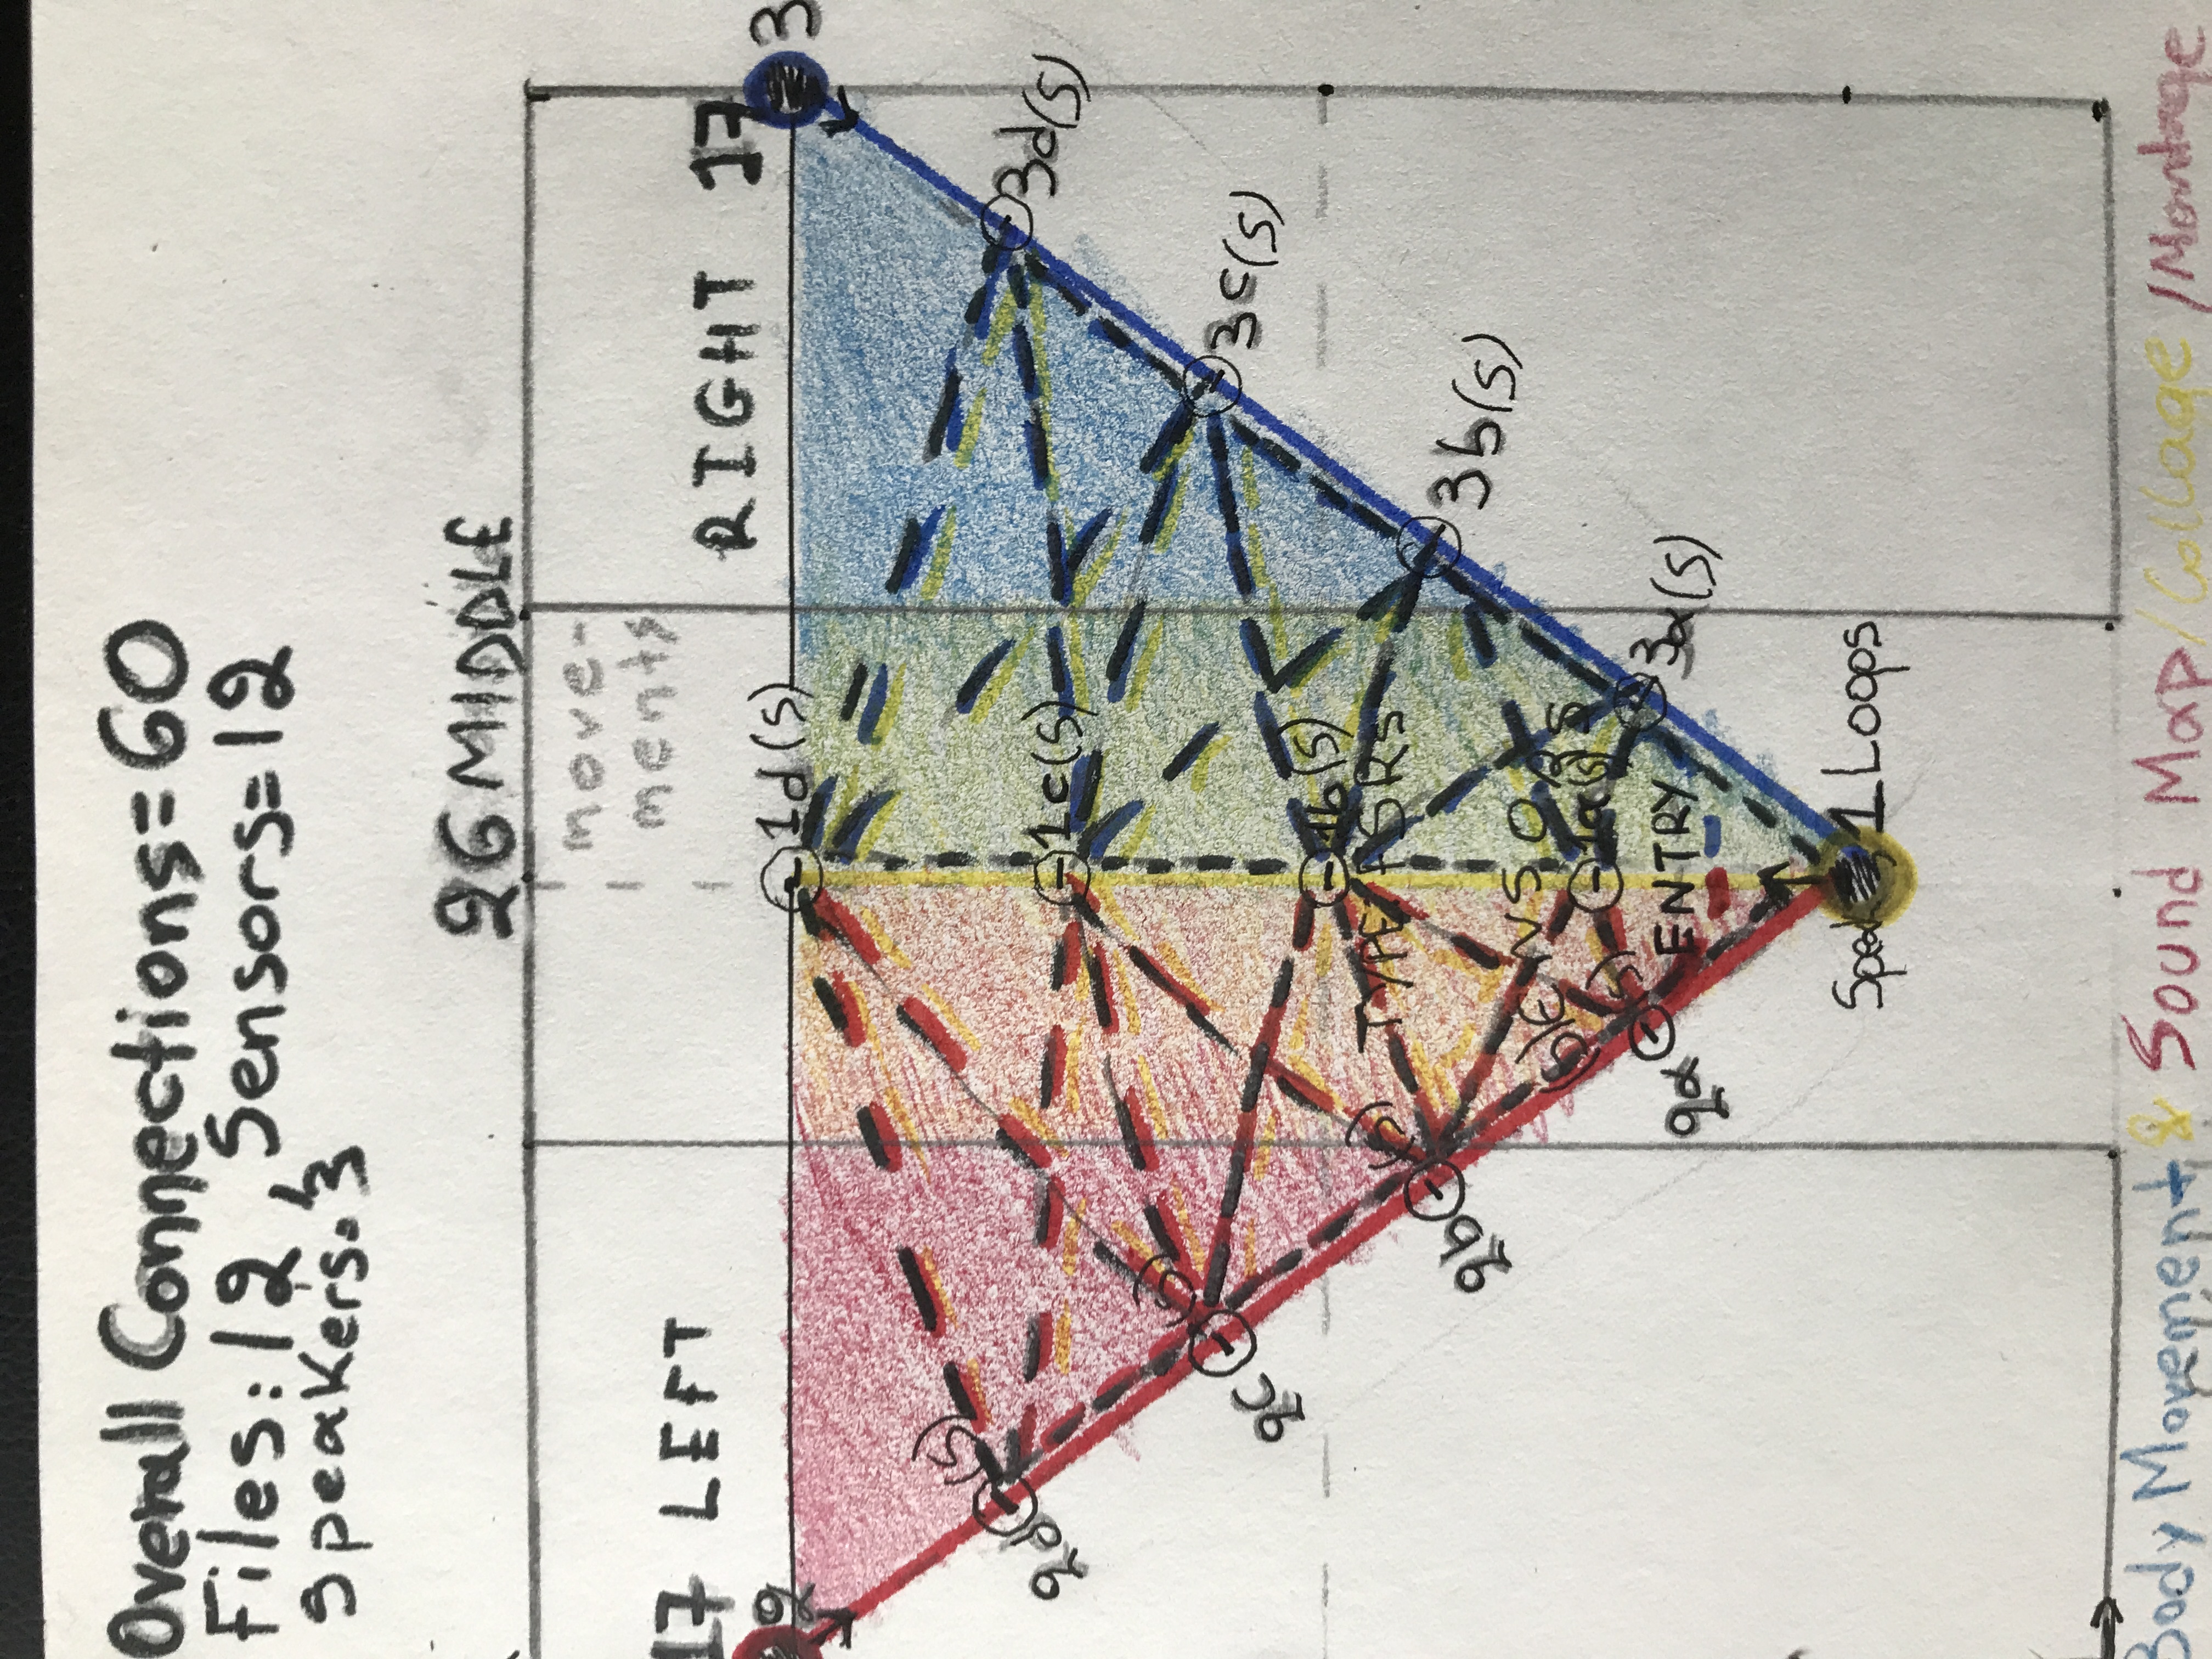 Overall Connections=60
Files:12, Sensors=12
Speakers=3
26 MIDDLE
move-
ments
17 LEFT
RIGHT 17
2
1d(s)
3
(s)
2d
1c(s)
3d(s)
(s)
2c
3c(s)
1b(s)
TYPE: FSRs
(s)
2b
3b(s)
SENSORS
(s)
1a(s)
(s)
2a
ENTRY
3a(s)
Speak 1 Loops
Body Movement & Sound Map/Collage/Montage